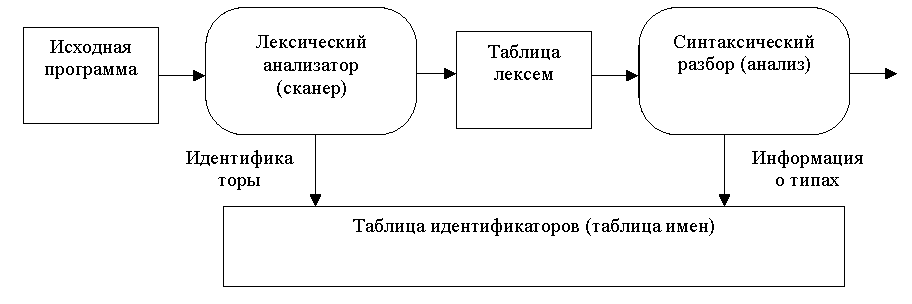 Исходная
программа
Лексический
анализатор
(сканер)
Таблица
лексем
Синтаксический
разбор (анализ)
Идентифика
торы
Информация
о типах
Таблица идентификаторов (таблица имен)